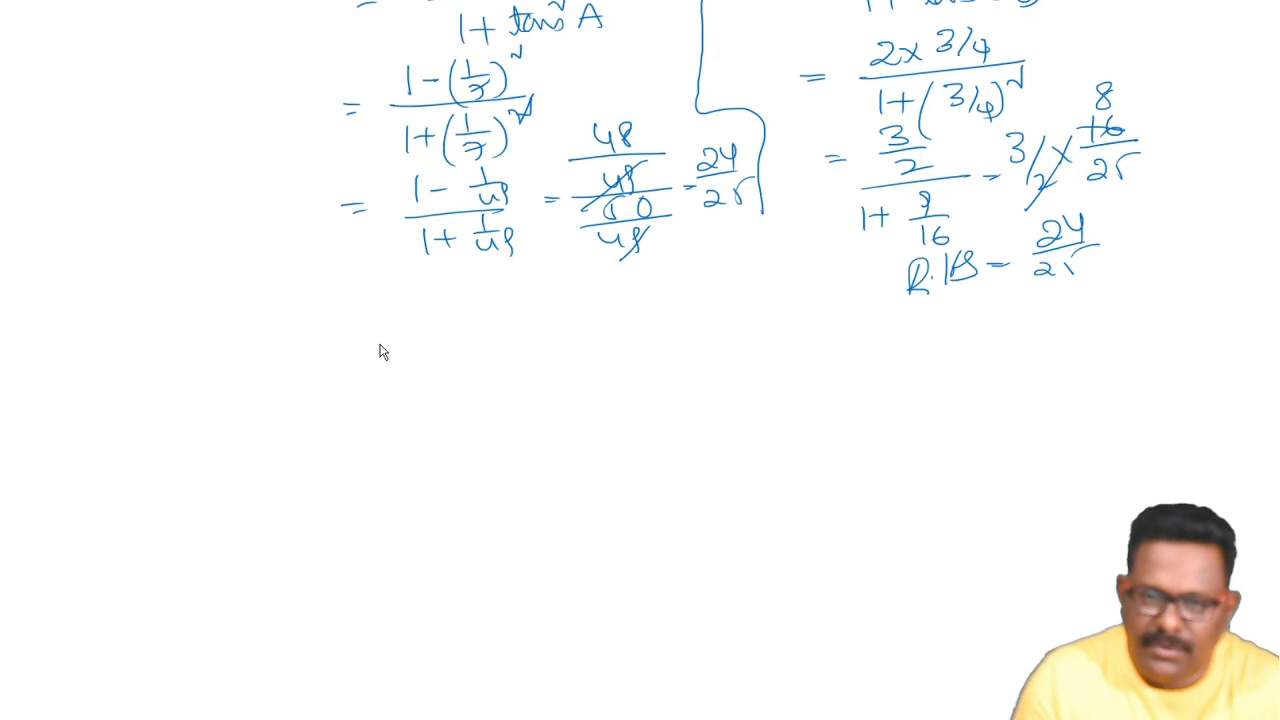 =
1 + tan² A
= (1 - (1/7)²) / (1 + (1/7)²)
= (1 - 1/49) / (1 + 1/49) = (48/49) / (50/49) = 24/25
= (2 x 3/4) / (1 + (3/4)²)
= (3/2) / (1 + 9/16) = 3/2 x 16/25
8
R.H.S = 24/25